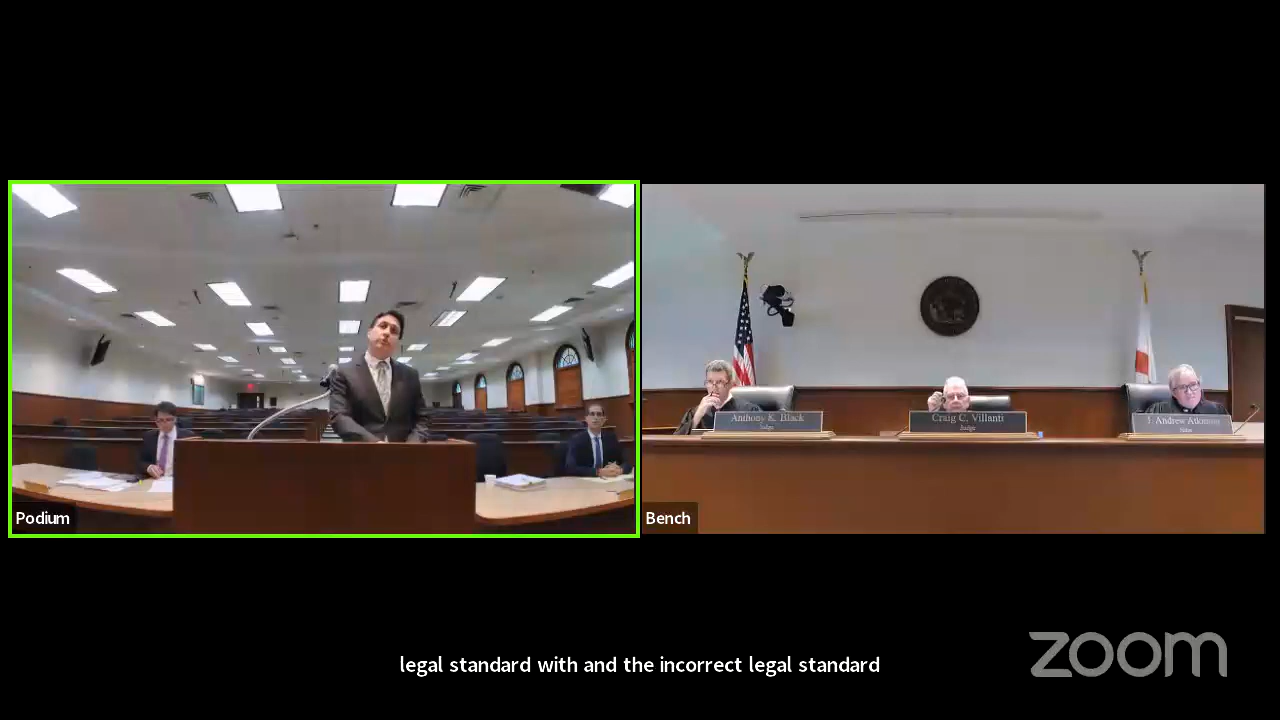 Anthony K. Black
Judge
Craig C. Villanti
Judge
J. Andrew Atkinson
Judge
Podium
Bench
legal standard with and the incorrect legal standard
zoom